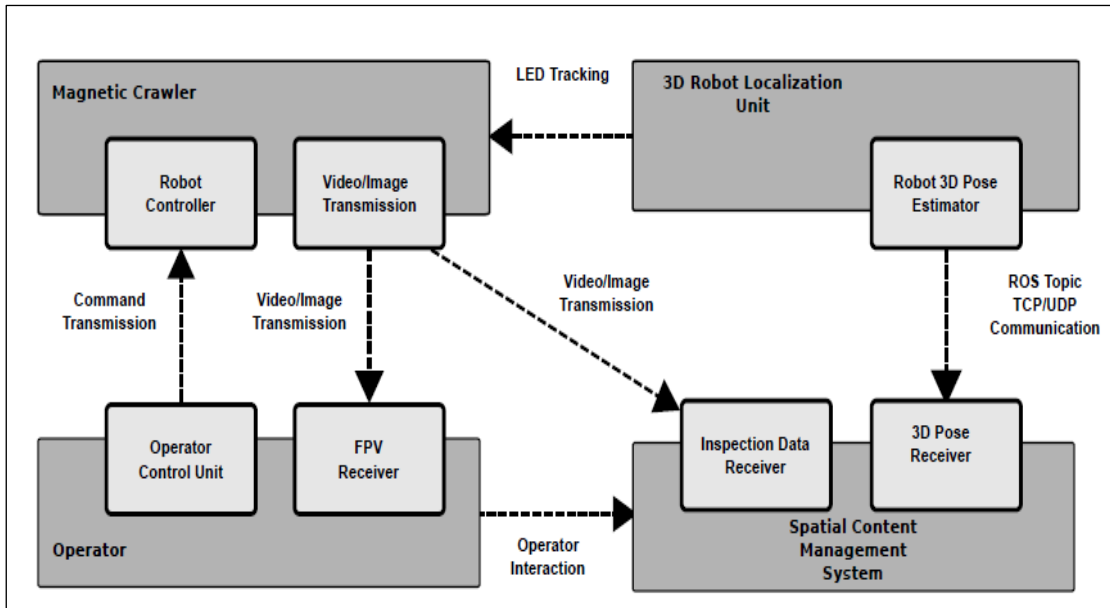 Magnetic Crawler
LED Tracking
3D Robot Localization
Unit
Robot
Controller
Video/Image
Transmission
Robot 3D Pose
Estimator
Command
Transmission
Video/Image
Transmission
Video/Image
Transmission
ROS Topic
TCP/UDP
Communication
Operator
Control Unit
FPV
Receiver
Inspection Data
Receiver
3D Pose
Receiver
Operator
Operator
Interaction
Spatial Content
Management
System